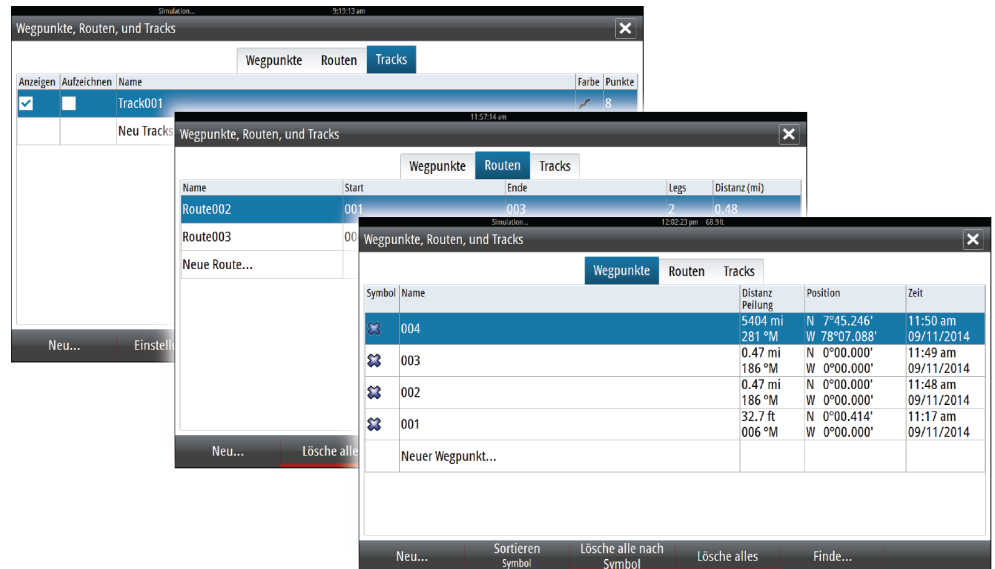 Simulation... 9:19:13 am
Wegpunkte, Routen, und Tracks
Wegpunkte Routen Tracks
Anzeigen Aufzeichnen Name Farbe Punkte
Track001 8
Neu Tracks
Neu... Einstell
11:57:14 am
Wegpunkte, Routen, und Tracks
Wegpunkte Routen Tracks
Name Start Ende Legs Distanz (mi)
Route002 001 003 2 0.48
Route003 00
Neue Route...
Neu... Lösche alle
Simulation... 12:02:23 pm 68.9 ft
Wegpunkte, Routen, und Tracks
Wegpunkte Routen Tracks
Symbol Name Distanz Position Zeit
Peilung
004 5404 mi N 7°45.246' 11:50 am
281 °M W 78°07.088' 09/11/2014
003 0.47 mi N 0°00.000' 11:49 am
186 °M W 0°00.000' 09/11/2014
002 0.47 mi N 0°00.000' 11:48 am
186 °M W 0°00.000' 09/11/2014
001 32.7 ft N 0°00.414' 11:17 am
006 °M W 0°00.000' 09/11/2014
Neuer Wegpunkt...
Neu... Sortieren Lösche alle nach Lösche alles Finde...
Symbol Symbol